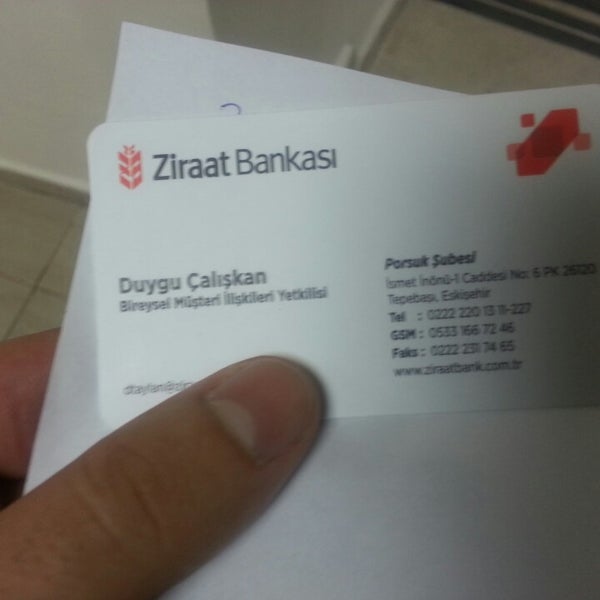 Ziraat Bankası
Duygu Çalışkan
Bireysel Müşteri İlişkileri Yetkilisi
Porsuk Şubesi
İsmet İnönü-1 Caddesi No: 6 PK 26120
Tepebaşı, Eskişehir
Tel : 0222 220 13 11-227
GSM : 0533 166 72 46
Faks : 0222 231 74 65
www.ziraatbank.com.tr